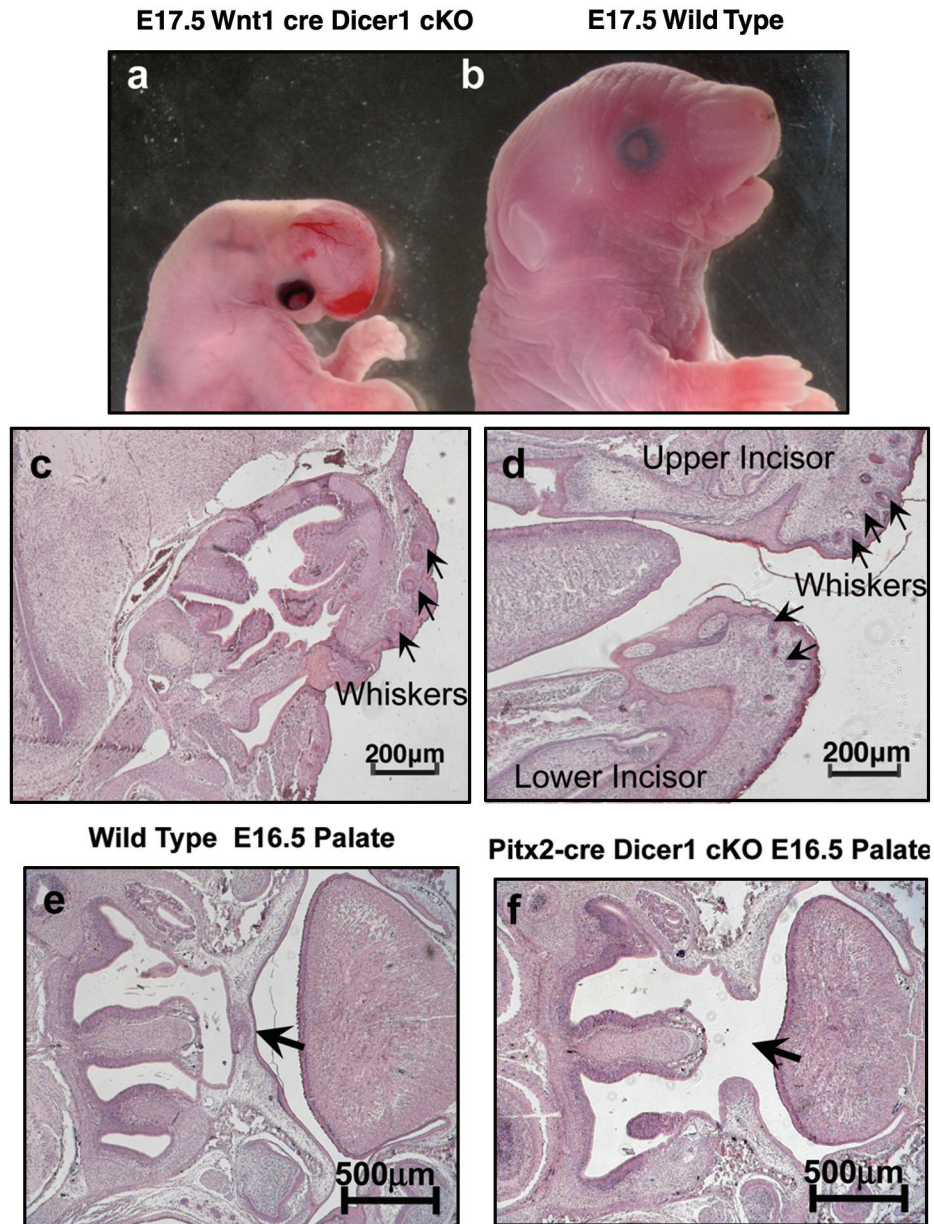 E17.5 Wnt1 cre Dicer1 cKO
E17.5 Wild Type
a
b
c
Whiskers
200μm
d
Upper Incisor
Whiskers
Lower Incisor
200μm
Wild Type E16.5 Palate
Pitx2-cre Dicer1 cKO E16.5 Palate
e
500μm
f
500μm